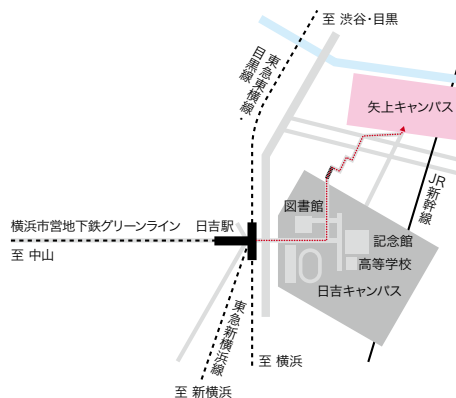 至 渋谷・目黒
東急東横線
目黒線
矢上キャンパス
JR新幹線
図書館
横浜市営地下鉄グリーンライン
日吉駅
記念館
至 中山
高等学校
日吉キャンパス
東急新横浜線
至 横浜
至 新横浜